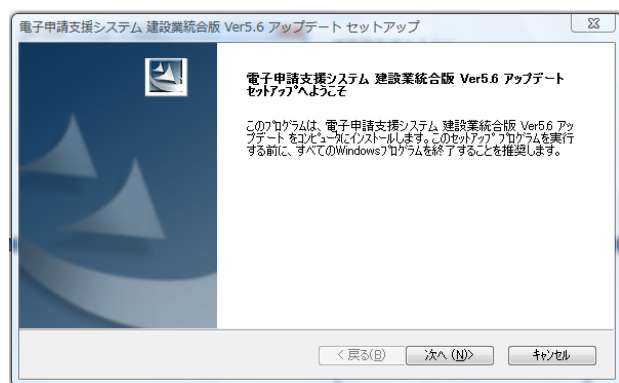 電子申請支援システム 建設業統合版 Ver5.6 アップデート セットアップ
電子申請支援システム 建設業統合版 Ver5.6 アップデート
ｾｯﾄｱｯﾌﾟへようこそ
このﾌﾟﾛｸﾞﾗﾑは、電子申請支援システム 建設業統合版 Ver5.6 アッ
プデート をｺﾝﾋﾟｭｰﾀにｲﾝｽﾄｰﾙします。このｾｯﾄｱｯﾌﾟ ﾌﾟﾛｸﾞﾗﾑを実行
する前に、すべてのWindowsﾌﾟﾛｸﾞﾗﾑを終了することを推奨します。
< 戻る(B) 次へ (N)> ｷｬﾝｾﾙ